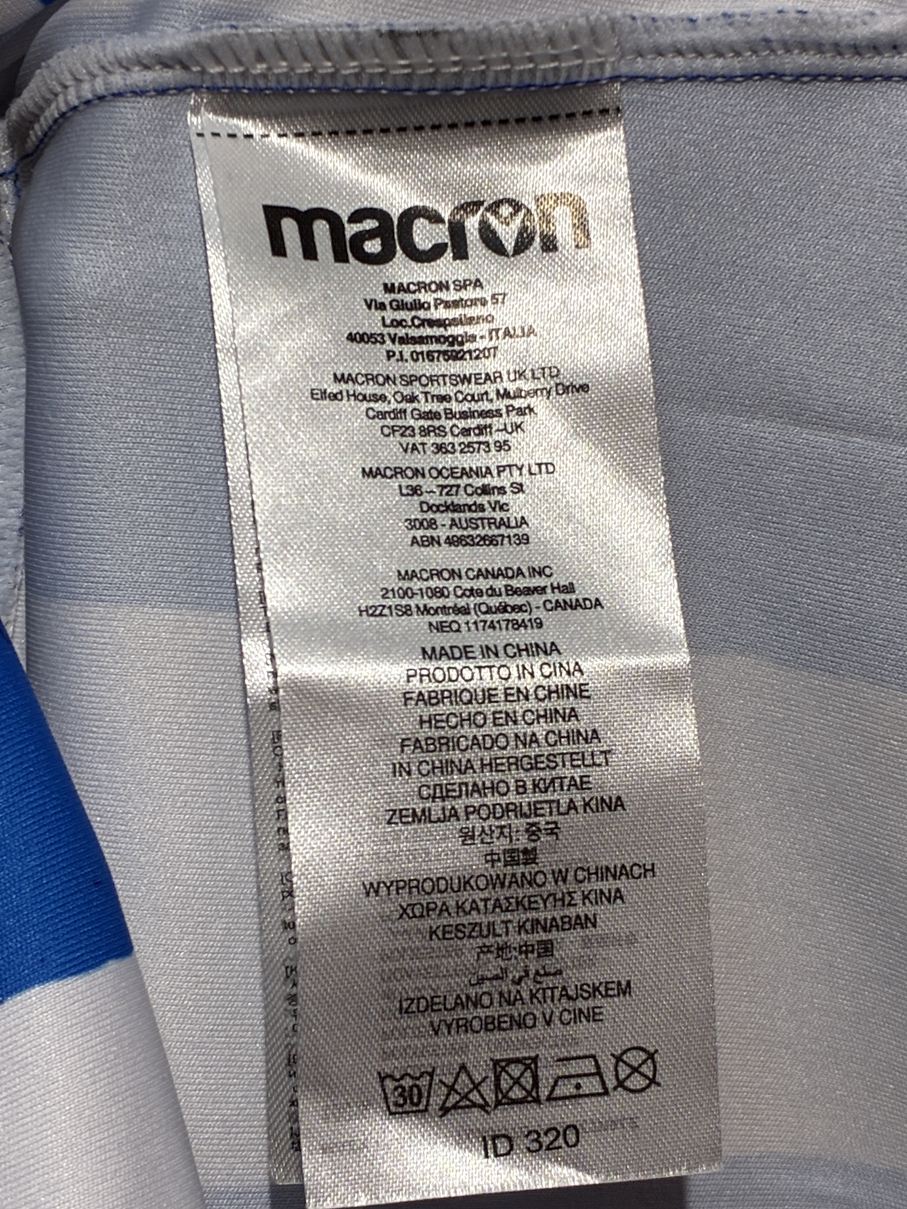 macron
MACRON SPA
Via Giulio Pastore 57
Loc.Crespellano
40053 Valsamoggia - ITALIA
P.I. 01675921207
MACRON SPORTSWEAR UK LTD
Elfed House, Oak Tree Court, Mulberry Drive
Cardiff Gate Business Park
CF23 8RS Cardiff -UK
VAT 363 2573 95
MACRON OCEANIA PTY LTD
L36 - 727 Collins St
Docklands Vic
3008 - AUSTRALIA
ABN 48632667139
MACRON CANADA INC
2100-1080 Cote du Beaver Hall
H2Z1S8 Montréal (Québec) - CANADA
NEQ 1174178419
MADE IN CHINA
PRODOTTO IN CINA
FABRIQUE EN CHINE
HECHO EN CHINA
FABRICADO NA CHINA
IN CHINA HERGESTELLT
СДЕЛАНО В КИТАЕ
ZEMLJA PODRIJETLA KINA
원산지: 중국
中国製
WYPRODUKOWANO W CHINACH
ΧΩΡΑ ΚΑΤΑΣΚΕΥΗΣ ΚΙΝΑ
KESZULT KINABAN
产地:中国
صنع في الصين
IZDELANO NA KITAJSKEM
VYROBENO V CINE
30
ID 320